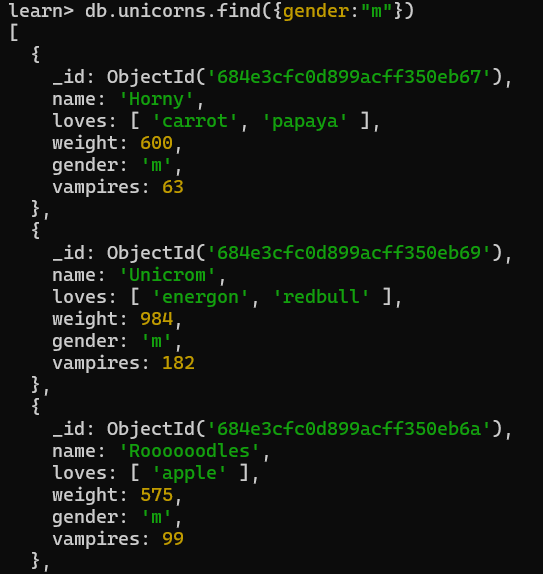 learn> db.unicorns.find({gender:"m"})
[
  {
    _id: ObjectId('684e3cfc0d899acff350eb67'),
    name: 'Horny',
    loves: [ 'carrot', 'papaya' ],
    weight: 600,
    gender: 'm',
    vampires: 63
  },
  {
    _id: ObjectId('684e3cfc0d899acff350eb69'),
    name: 'Unicrom',
    loves: [ 'energon', 'redbull' ],
    weight: 984,
    gender: 'm',
    vampires: 182
  },
  {
    _id: ObjectId('684e3cfc0d899acff350eb6a'),
    name: 'Roooooodles',
    loves: [ 'apple' ],
    weight: 575,
    gender: 'm',
    vampires: 99
  },